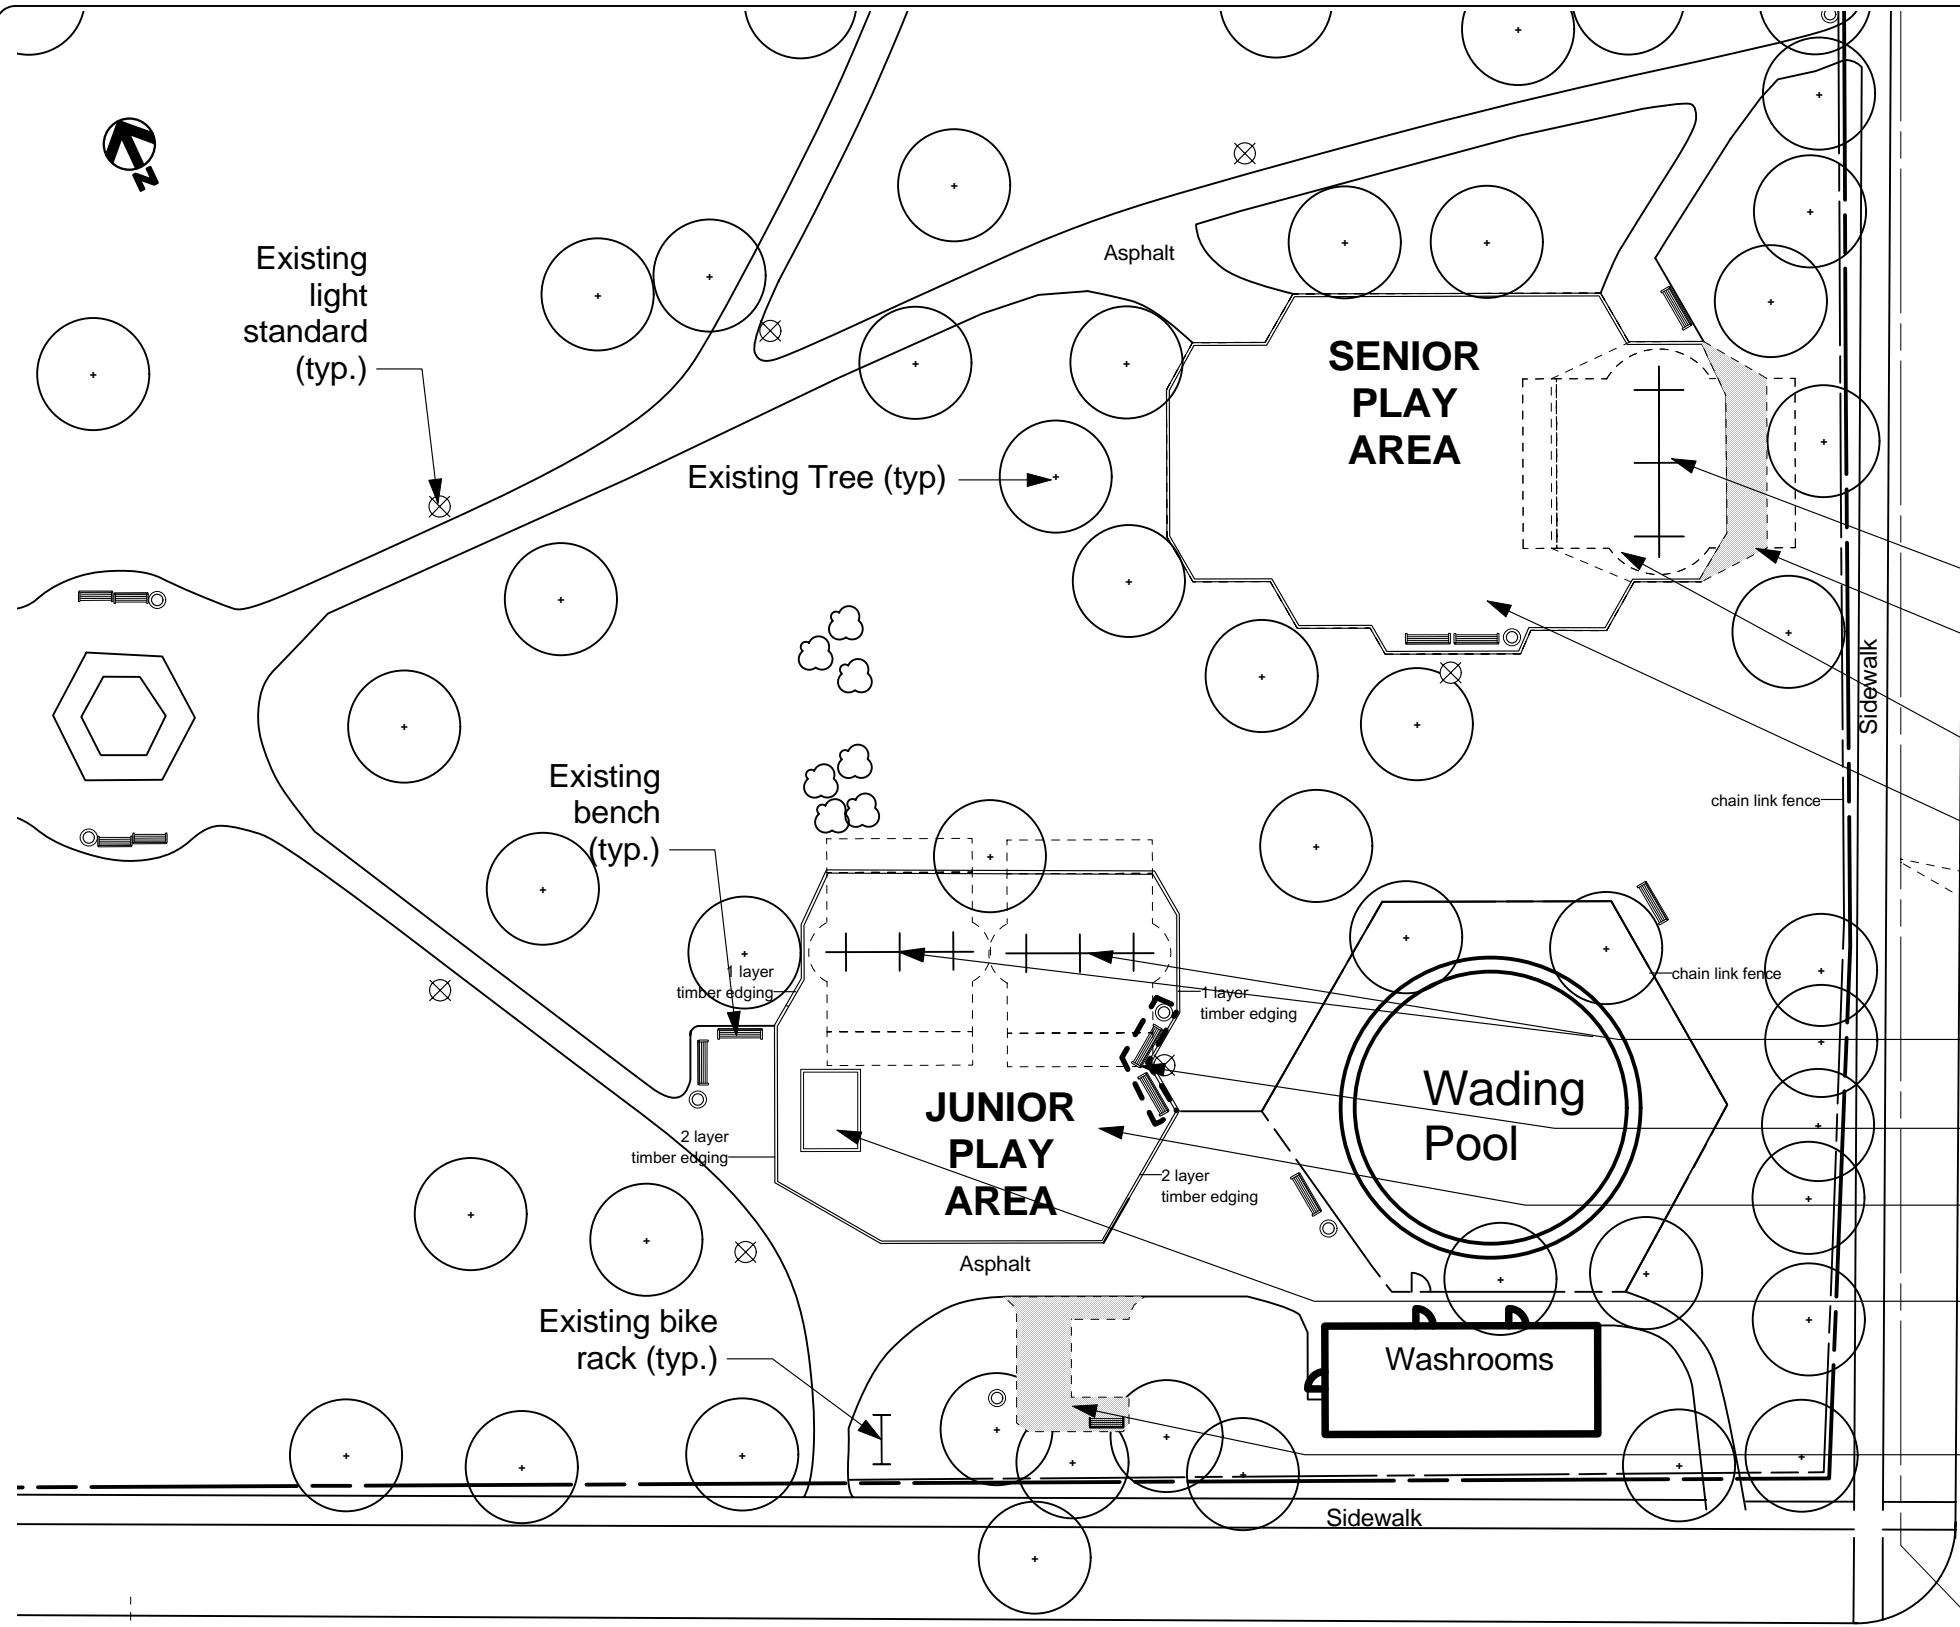 N
Existing
light
standard
(typ.)
Asphalt
SENIOR
PLAY
AREA
Existing Tree (typ)
Sidewalk
Existing
bench
(typ.)
chain link fence
1 layer
timber edging
chain link fence
1 layer
timber edging
Wading
Pool
JUNIOR
PLAY
AREA
2 layer
timber edging
2 layer
timber edging
Asphalt
Existing bike
rack (typ.)
Washrooms
Sidewalk